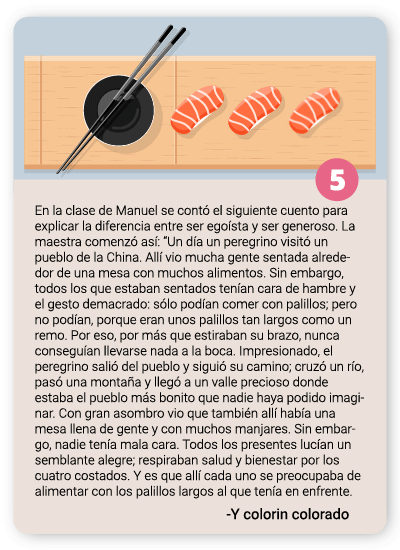 5
En la clase de Manuel se contó el siguiente cuento para
explicar la diferencia entre ser egoísta y ser generoso. La
maestra comenzó así: “Un día un peregrino visitó un
pueblo de la China. Allí vio mucha gente sentada alrede-
dor de una mesa con muchos alimentos. Sin embargo,
todos los que estaban sentados tenían cara de hambre y
el gesto demacrado: sólo podían comer con palillos; pero
no podían, porque eran unos palillos tan largos como un
remo. Por eso, por más que estiraban su brazo, nunca
conseguían llevarse nada a la boca. Impresionado, el
peregrino salió del pueblo y siguió su camino; cruzó un río,
pasó una montaña y llegó a un valle precioso donde
estaba el pueblo más bonito que nadie haya podido imagi-
nar. Con gran asombro vio que también allí había una
mesa llena de gente y con muchos manjares. Sin embar-
go, nadie tenía mala cara. Todos los presentes lucían un
semblante alegre; respiraban salud y bienestar por los
cuatro costados. Y es que allí cada uno se preocupaba de
alimentar con los palillos largos al que tenía en enfrente.
-Y colorin colorado